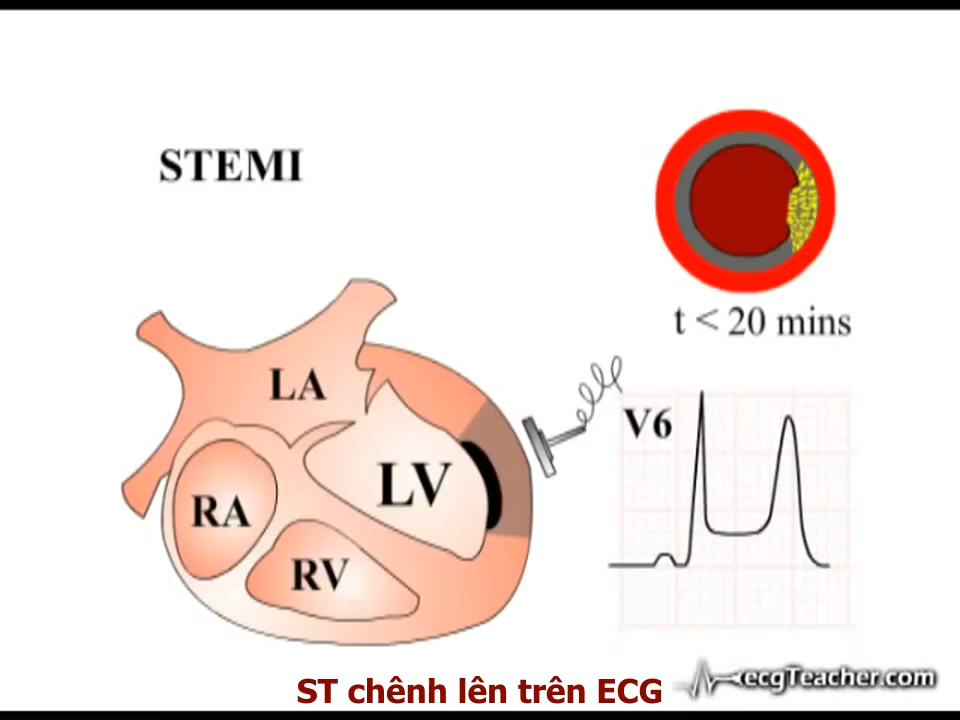 STEMI
t < 20 mins
LA
V6
LV
RA
RV
ST chênh lên trên ECG
ecgTeacher.com